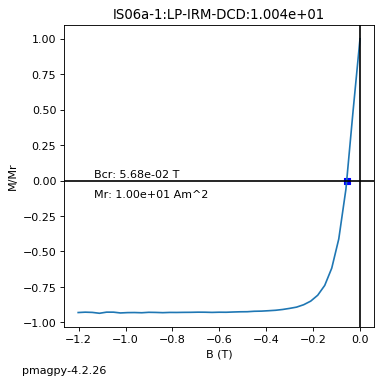 IS06a-1:LP-IRM-DCD:1.004e+01
1.00
0.75
0.50
0.25
0.00
−0.25
−0.50
−0.75
−1.00
M/Mr
Bcr: 5.68e-02 T
Mr: 1.00e+01 Am^2
−1.2 −1.0 −0.8 −0.6 −0.4 −0.2 0.0
B (T)
pmagpy-4.2.26